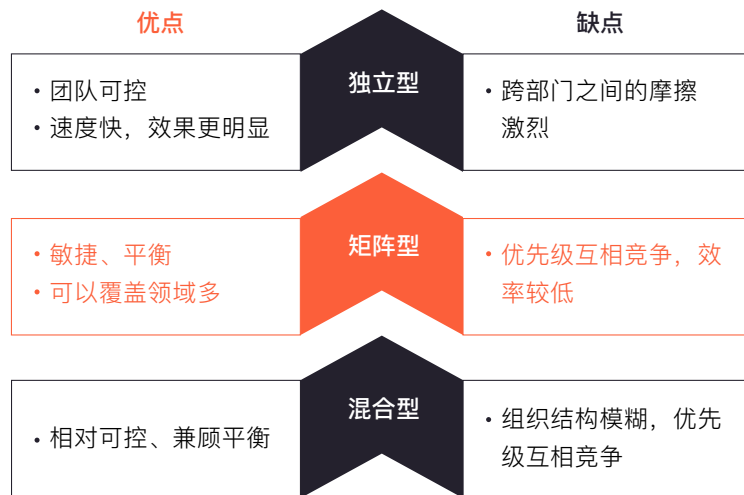 优点
缺点
独立型
• 团队可控
• 速度快，效果更明显
• 跨部门之间的摩擦
激烈
矩阵型
• 敏捷、平衡
• 可以覆盖领域多
• 优先级互相竞争，效
率较低
混合型
• 相对可控、兼顾平衡
• 组织结构模糊，优先
级互相竞争